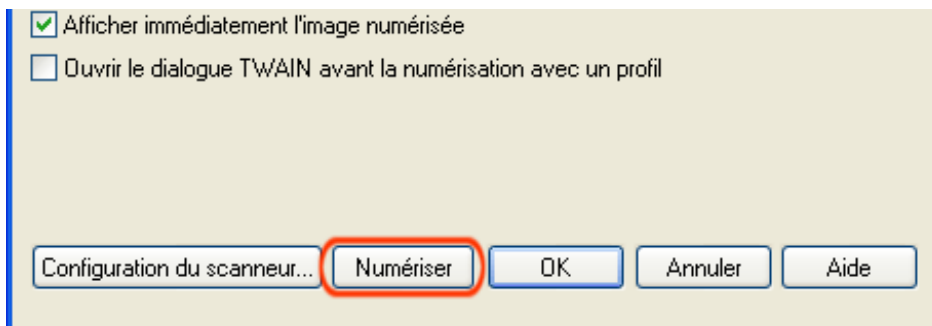 Afficher immédiatement l'image numérisée
Ouvrir le dialogue TWAIN avant la numérisation avec un profil
Configuration du scanneur... Numériser OK Annuler Aide